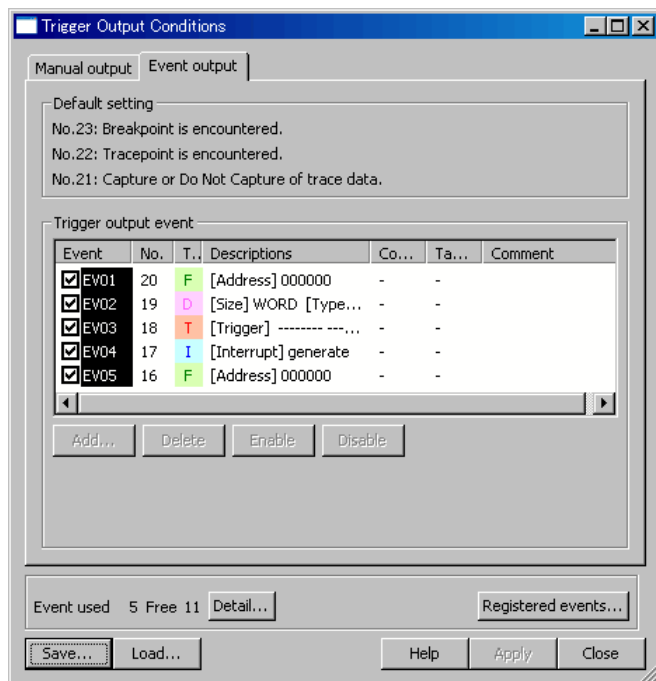 Trigger Output Conditions
Manual output Event output
Default setting
No.23: Breakpoint is encountered.
No.22: Tracepoint is encountered.
No.21: Capture or Do Not Capture of trace data.
Trigger output event
Event No. T.. Descriptions Co... Ta... Comment
EV01 20 F [Address] 000000 - -
EV02 19 D [Size] WORD [Type... - -
EV03 18 T [Trigger] -------- ---... - -
EV04 17 I [Interrupt] generate - -
EV05 16 F [Address] 000000 - -
Add... Delete Enable Disable
Event used 5 Free 11 Detail... Registered events...
Save... Load... Help Apply Close